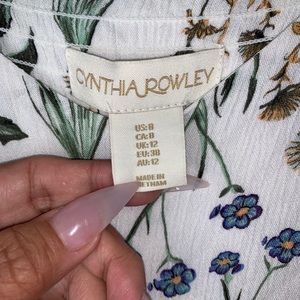 CYNTHIA ROWLEY
US: 8
CA: 8
UK: 12
EU: 38
AU: 12
MADE IN
VIETNAM